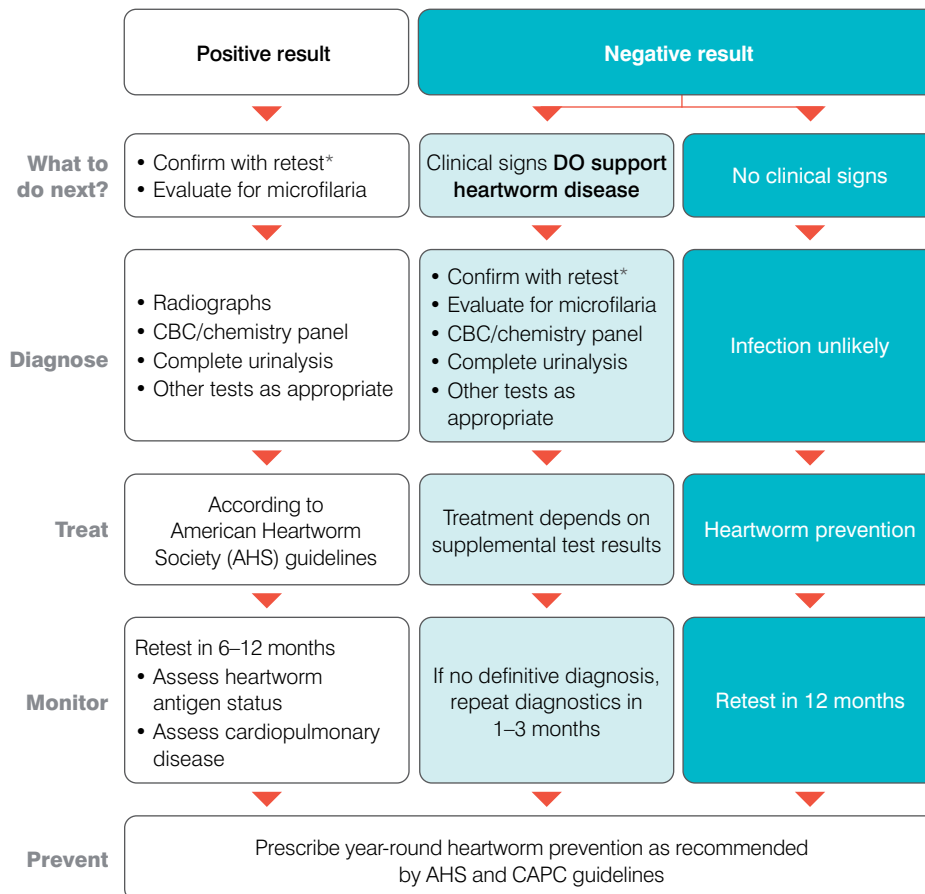 Positive result
Negative result
What to
do next?
• Confirm with retest*
• Evaluate for microfilaria
Clinical signs DO support
heartworm disease
No clinical signs
Diagnose
• Radiographs
• CBC/chemistry panel
• Complete urinalysis
• Other tests as appropriate
• Confirm with retest*
• Evaluate for microfilaria
• CBC/chemistry panel
• Complete urinalysis
• Other tests as
appropriate
Infection unlikely
Treat
According to
American Heartworm
Society (AHS) guidelines
Treatment depends on
supplemental test results
Heartworm prevention
Monitor
Retest in 6–12 months
• Assess heartworm
antigen status
• Assess cardiopulmonary
disease
If no definitive diagnosis,
repeat diagnostics in
1–3 months
Retest in 12 months
Prevent
Prescribe year-round heartworm prevention as recommended
by AHS and CAPC guidelines